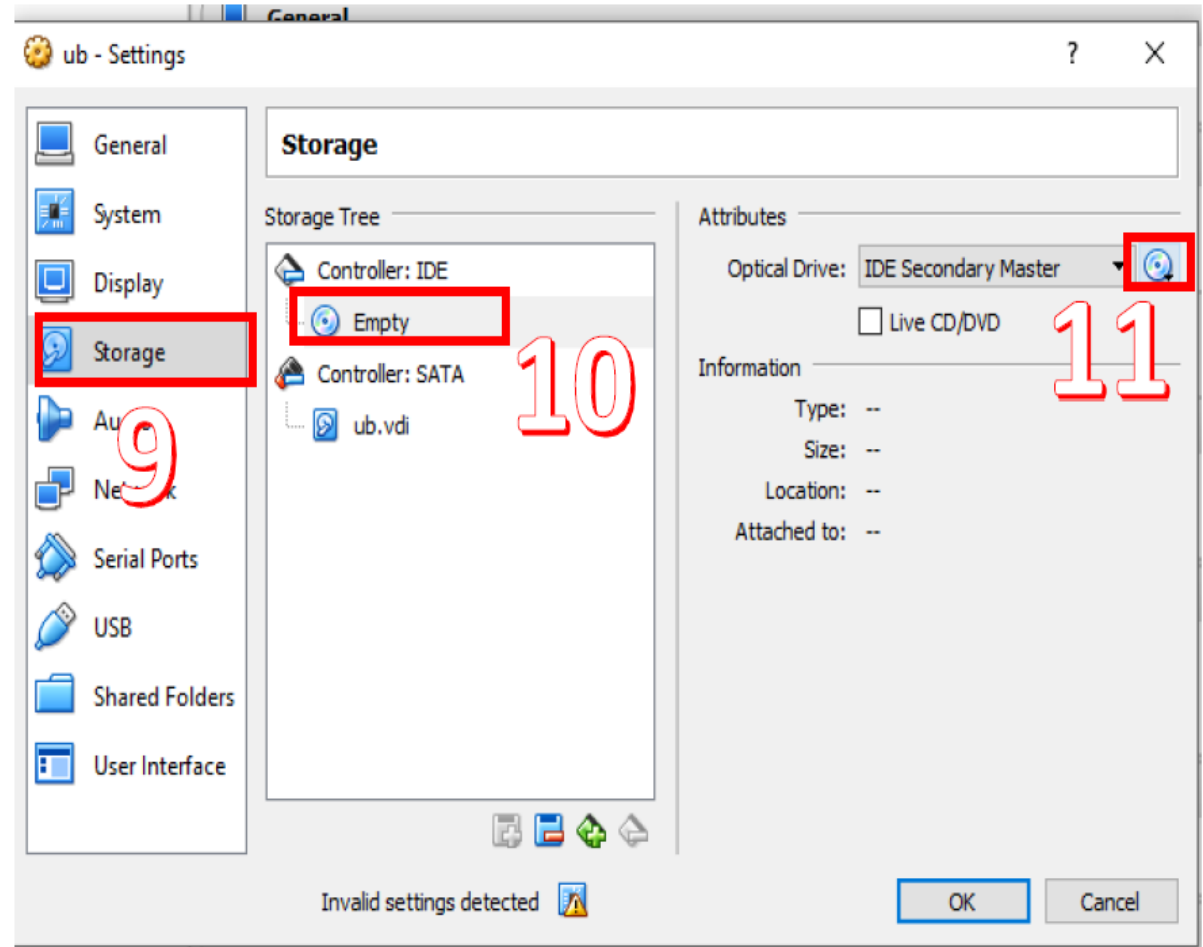 General
ub - Settings
?
General
System
Display
Storage
Network
Serial Ports
USB
Shared Folders
User Interface
9
Storage
Storage Tree
Controller: IDE
Empty
10
Controller: SATA
ub.vdi
Attributes
Optical Drive: IDE Secondary Master
Live CD/DVD
11
Information
Type: --
Size: --
Location: --
Attached to: --
Invalid settings detected
OK
Cancel